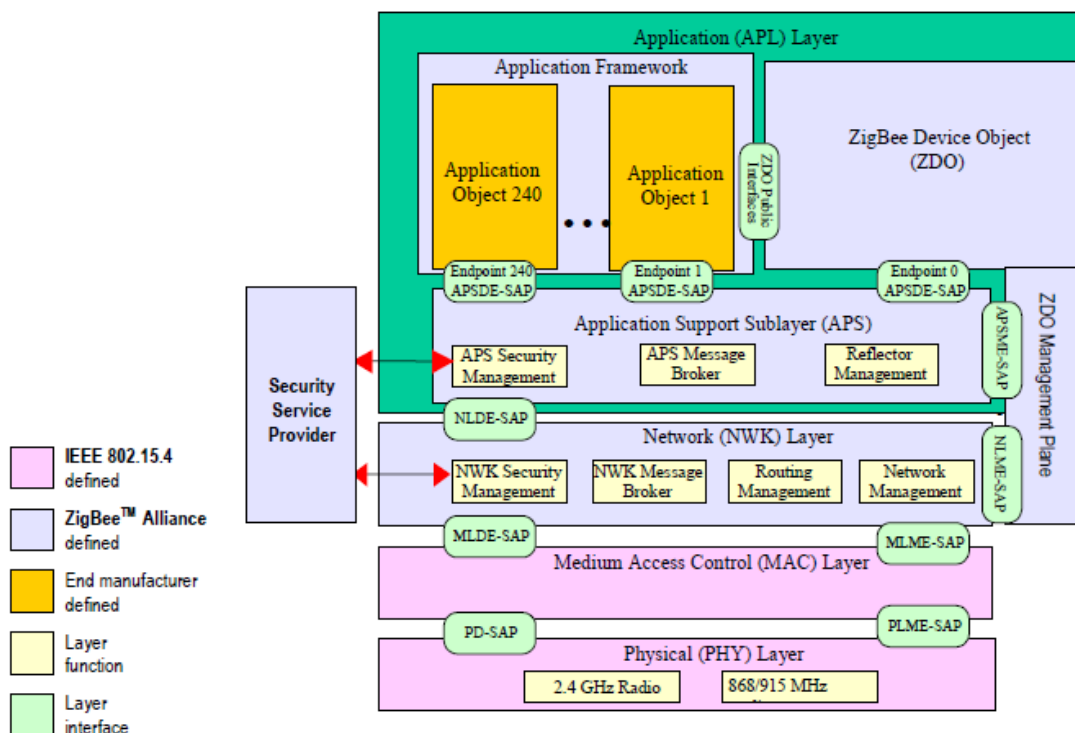 Application (APL) Layer
Application Framework
Application
Object 240
• • •
Application
Object 1
ZDO Public
Interfaces
ZigBee Device Object
(ZDO)
Endpoint 240
APSDE-SAP
Endpoint 1
APSDE-SAP
Endpoint 0
APSDE-SAP
Application Support Sublayer (APS)
APS Security
Management
APS Message
Broker
Reflector
Management
APSME-SAP
ZDO Management Plane
Security
Service
Provider
NLDE-SAP
Network (NWK) Layer
NWK Security
Management
NWK Message
Broker
Routing
Management
Network
Management
NLME-SAP
MLDE-SAP
MLME-SAP
Medium Access Control (MAC) Layer
PD-SAP
PLME-SAP
Physical (PHY) Layer
2.4 GHz Radio
868/915 MHz
IEEE 802.15.4
defined
ZigBee™ Alliance
defined
End manufacturer
defined
Layer
function
Layer
interface